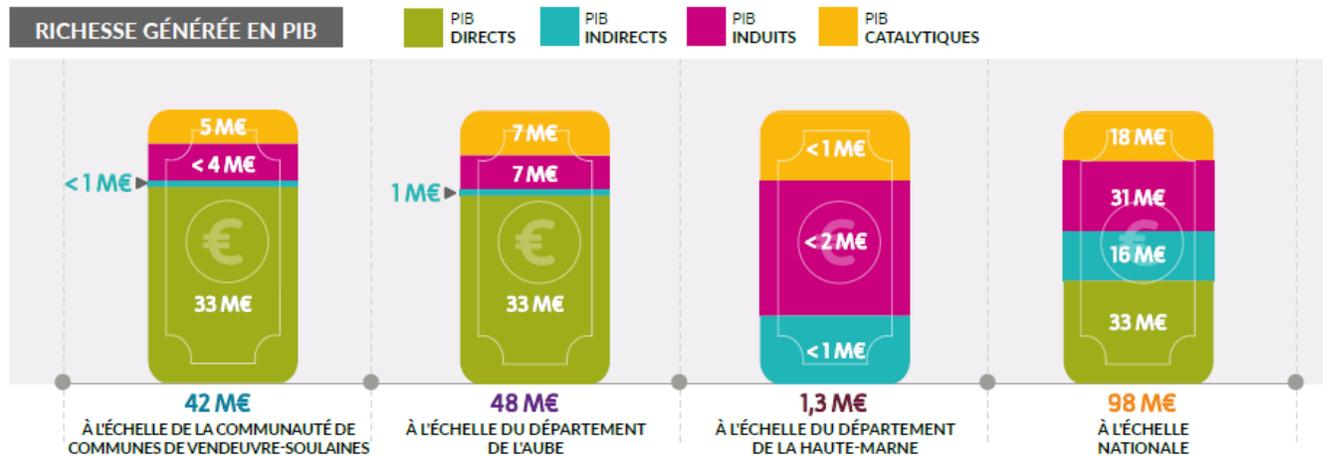 RICHESSE GÉNÉRÉE EN PIB
PIB
DIRECTS
PIB
INDIRECTS
PIB
INDUITS
PIB
CATALYTIQUES
5 M€
< 4 M€
< 1 M€
€
33 M€
42 M€
À L'ÉCHELLE DE LA COMMUNAUTÉ DE
COMMUNES DE VENDEUVRE-SOULAINES
7 M€
7 M€
1 M€
€
33 M€
48 M€
À L'ÉCHELLE DU DÉPARTEMENT
DE L'AUBE
< 1 M€
€
< 2 M€
< 1 M€
1,3 M€
À L'ÉCHELLE DU DÉPARTEMENT
DE LA HAUTE-MARNE
18 M€
31 M€
€
16 M€
33 M€
98 M€
À L'ÉCHELLE
NATIONALE